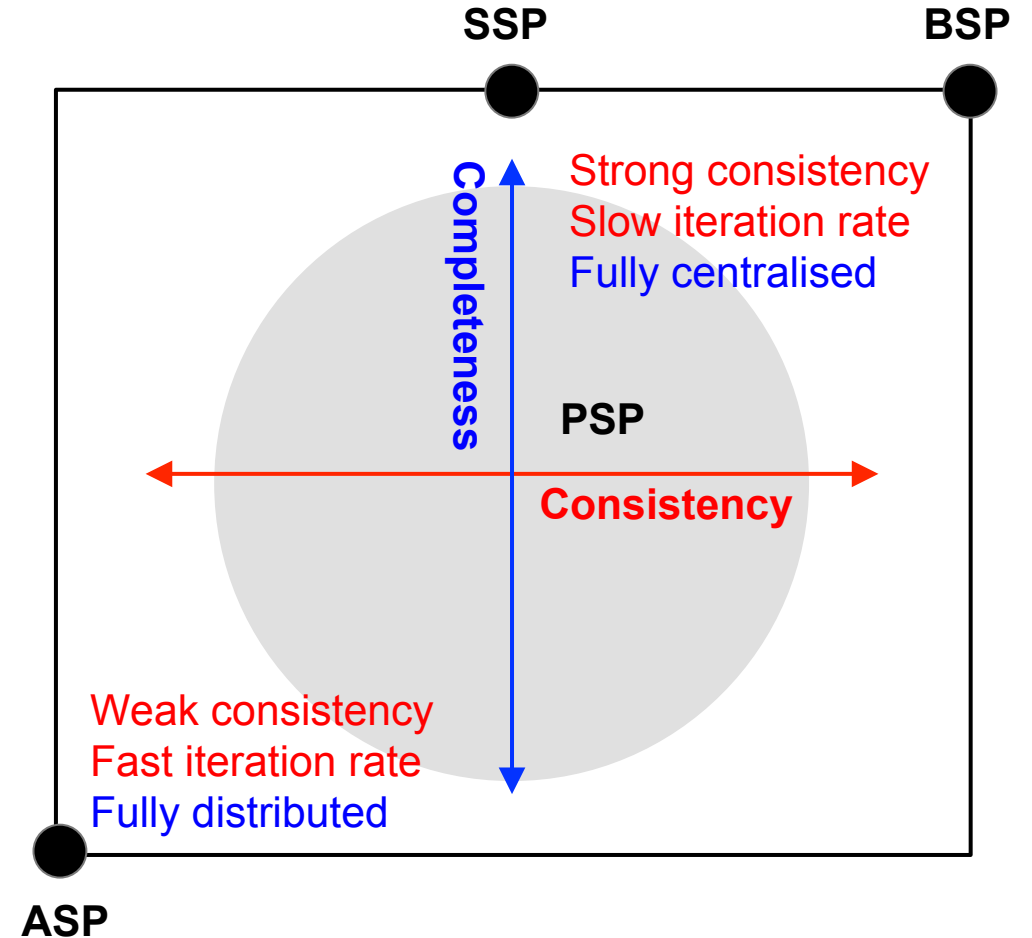 SSP
BSP
Completeness
Strong consistency
Slow iteration rate
Fully centralised
PSP
Consistency
Weak consistency
Fast iteration rate
Fully distributed
ASP